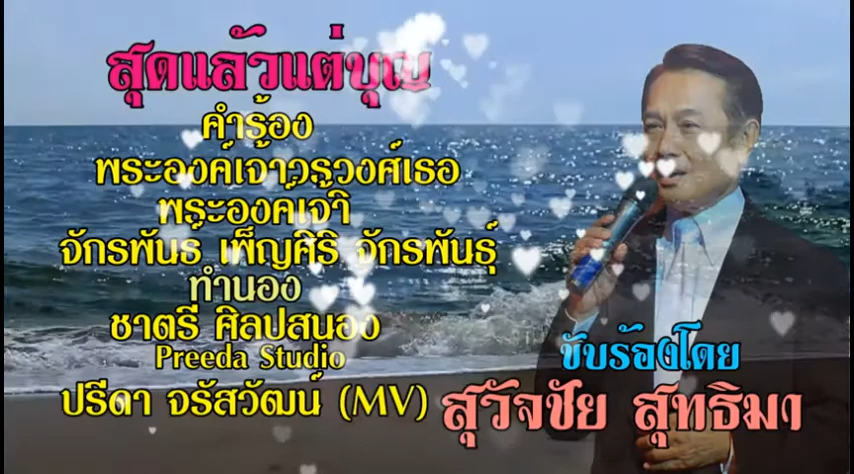 สุดแล้วแต่บุญ
คำร้อง
พระองค์เจ้าวรวงศ์เธอ
พระองค์เจ้า
จักรพันธ์ เพ็ญศิริ จักรพันธุ์
ทำนอง
ชาตรี ศิลปสนอง
Preeda Studio
ปรีดา จรัสวัฒน์ (MV)
ขับร้องโดย
สุวัจชัย สุทธิมา